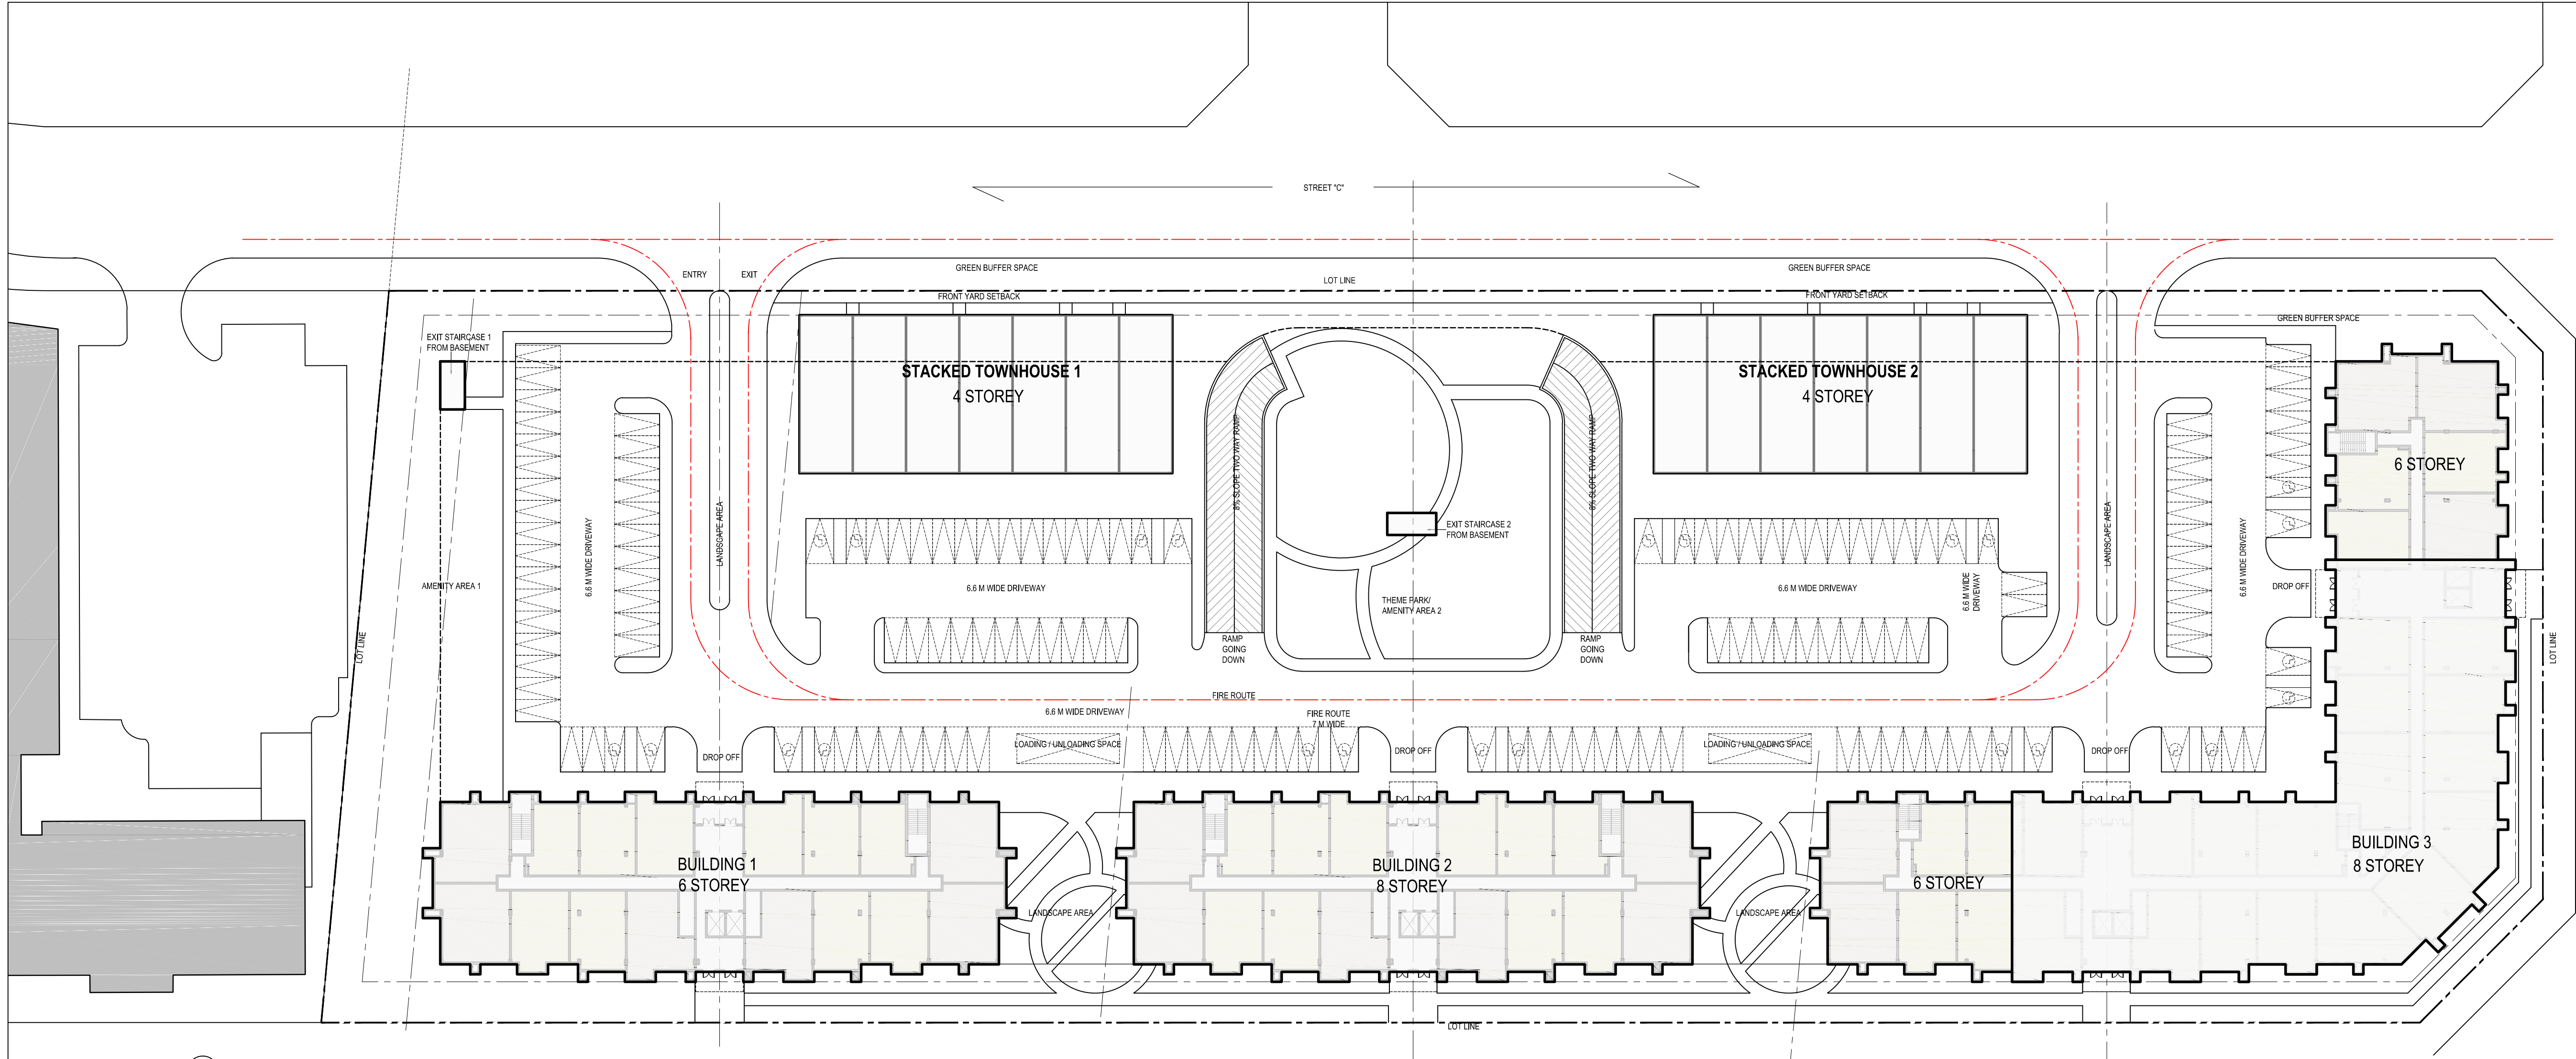 STREET "C"
ENTRY
EXIT
GREEN BUFFER SPACE
GREEN BUFFER SPACE
LOT LINE
FRONT YARD SETBACK
FRONT YARD SETBACK
GREEN BUFFER SPACE
EXIT STAIRCASE 1
FROM BASEMENT
STACKED TOWNHOUSE 1
4 STOREY
STACKED TOWNHOUSE 2
4 STOREY
8% SLOPE TWO WAY RAMP
6% SLOPE TWO WAY RAMP
6 STOREY
LANDSCAPE AREA
EXIT STAIRCASE 2
FROM BASEMENT
LANDSCAPE AREA
6.6 M WIDE DRIVEWAY
6.6 M WIDE DRIVEWAY
AMENITY AREA 1
6.6 M WIDE DRIVEWAY
THEME PARK/
AMENITY AREA 2
6.6 M WIDE DRIVEWAY
6.6 M WIDE
DRIVEWAY
DROP OFF
LOT LINE
LOT LINE
RAMP
GOING
DOWN
RAMP
GOING
DOWN
FIRE ROUTE
6.6 M WIDE DRIVEWAY
FIRE ROUTE
7 M WIDE
LOADING / UNLOADING SPACE
LOADING / UNLOADING SPACE
DROP OFF
DROP OFF
DROP OFF
BUILDING 1
6 STOREY
BUILDING 2
8 STOREY
6 STOREY
BUILDING 3
8 STOREY
LANDSCAPE AREA
LANDSCAPE AREA
LOT LINE